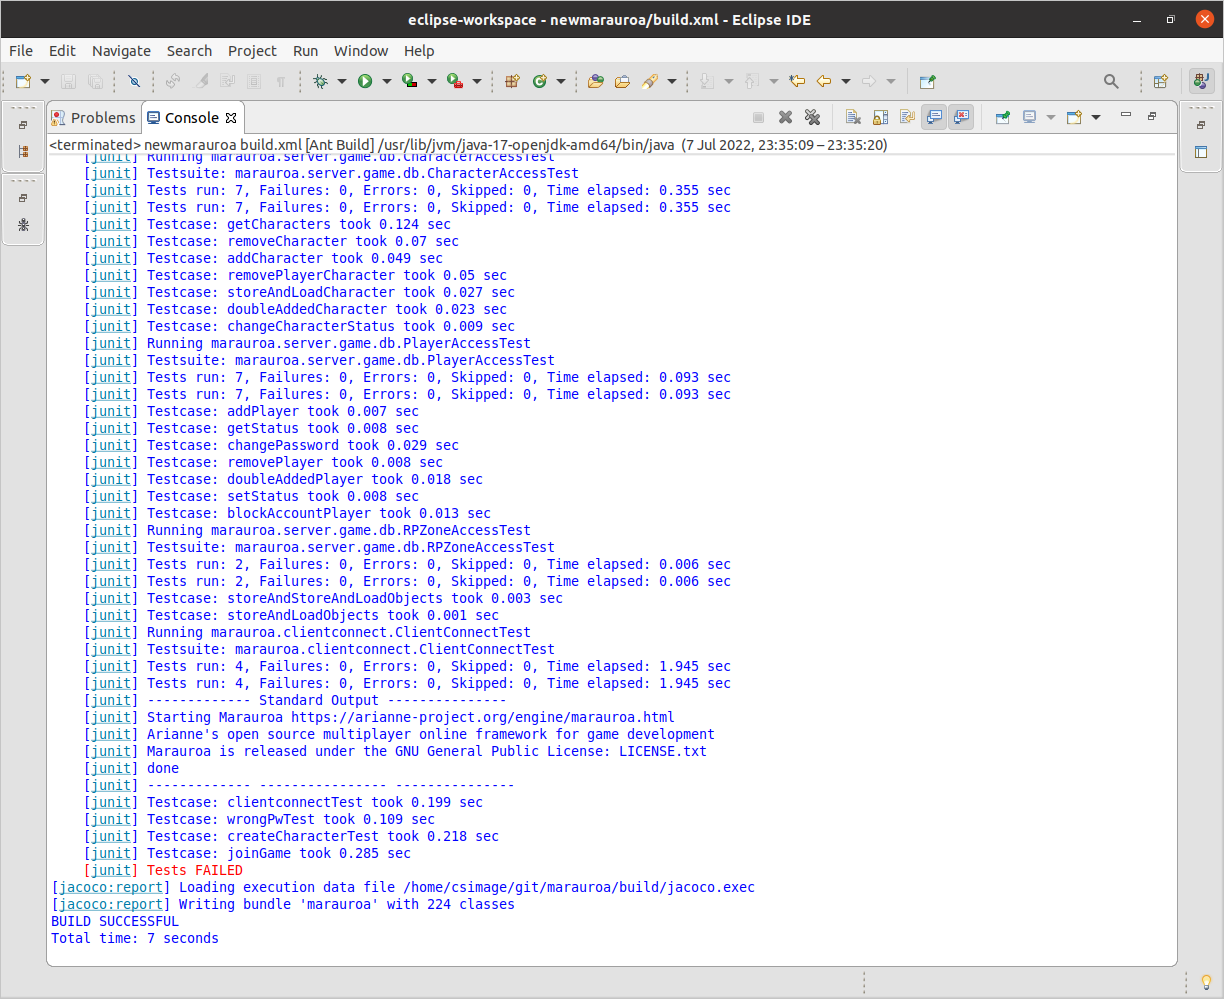 eclipse-workspace - newmarauroa/build.xml - Eclipse IDE
File Edit Navigate Search Project Run Window Help
Problems Console
<terminated> newmarauroa build.xml [Ant Build] /usr/lib/jvm/java-17-openjdk-amd64/bin/java (7 Jul 2022, 23:35:09 – 23:35:20)
[junit] Running marauroa.server.game.db.CharacterAccessTest
[junit] Testsuite: marauroa.server.game.db.CharacterAccessTest
[junit] Tests run: 7, Failures: 0, Errors: 0, Skipped: 0, Time elapsed: 0.355 sec
[junit] Tests run: 7, Failures: 0, Errors: 0, Skipped: 0, Time elapsed: 0.355 sec
[junit] Testcase: getCharacters took 0.124 sec
[junit] Testcase: removeCharacter took 0.07 sec
[junit] Testcase: addCharacter took 0.049 sec
[junit] Testcase: removePlayerCharacter took 0.05 sec
[junit] Testcase: storeAndLoadCharacter took 0.027 sec
[junit] Testcase: doubleAddedCharacter took 0.023 sec
[junit] Testcase: changeCharacterStatus took 0.009 sec
[junit] Running marauroa.server.game.db.PlayerAccessTest
[junit] Testsuite: marauroa.server.game.db.PlayerAccessTest
[junit] Tests run: 7, Failures: 0, Errors: 0, Skipped: 0, Time elapsed: 0.093 sec
[junit] Tests run: 7, Failures: 0, Errors: 0, Skipped: 0, Time elapsed: 0.093 sec
[junit] Testcase: addPlayer took 0.007 sec
[junit] Testcase: getStatus took 0.008 sec
[junit] Testcase: changePassword took 0.029 sec
[junit] Testcase: removePlayer took 0.008 sec
[junit] Testcase: doubleAddedPlayer took 0.018 sec
[junit] Testcase: setStatus took 0.008 sec
[junit] Testcase: blockAccountPlayer took 0.013 sec
[junit] Running marauroa.server.game.db.RPZoneAccessTest
[junit] Testsuite: marauroa.server.game.db.RPZoneAccessTest
[junit] Tests run: 2, Failures: 0, Errors: 0, Skipped: 0, Time elapsed: 0.006 sec
[junit] Tests run: 2, Failures: 0, Errors: 0, Skipped: 0, Time elapsed: 0.006 sec
[junit] Testcase: storeAndStoreAndLoadObjects took 0.003 sec
[junit] Testcase: storeAndLoadObjects took 0.001 sec
[junit] Running marauroa.clientconnect.ClientConnectTest
[junit] Testsuite: marauroa.clientconnect.ClientConnectTest
[junit] Tests run: 4, Failures: 0, Errors: 0, Skipped: 0, Time elapsed: 1.945 sec
[junit] Tests run: 4, Failures: 0, Errors: 0, Skipped: 0, Time elapsed: 1.945 sec
[junit] ------------- Standard Output ---------------
[junit] Starting Marauroa https://arianne-project.org/engine/marauroa.html
[junit] Arianne's open source multiplayer online framework for game development
[junit] Marauroa is released under the GNU General Public License: LICENSE.txt
[junit] done
[junit] ------------- ---------------- ---------------
[junit] Testcase: clientconnectTest took 0.199 sec
[junit] Testcase: wrongPwTest took 0.109 sec
[junit] Testcase: createCharacterTest took 0.218 sec
[junit] Testcase: joinGame took 0.285 sec
[junit] Tests FAILED
[jacoco:report] Loading execution data file /home/csimage/git/marauroa/build/jacoco.exec
[jacoco:report] Writing bundle 'marauroa' with 224 classes
BUILD SUCCESSFUL
Total time: 7 seconds